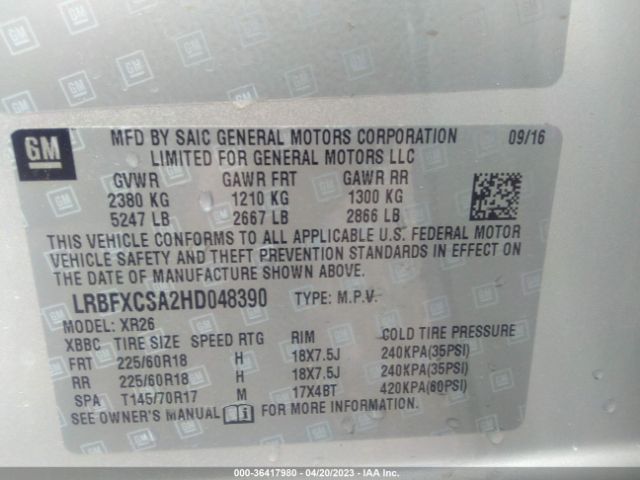 GM
MFD BY SAIC GENERAL MOTORS CORPORATION 09/16
LIMITED FOR GENERAL MOTORS LLC
GVWR GAWR FRT GAWR RR
2380 KG 1210 KG 1300 KG
5247 LB 2667 LB 2866 LB
THIS VEHICLE CONFORMS TO ALL APPLICABLE U.S. FEDERAL MOTOR
VEHICLE SAFETY AND THEFT PREVENTION STANDARDS IN EFFECT ON
THE DATE OF MANUFACTURE SHOWN ABOVE.
LRBFXCSA2HD048390 TYPE: M.P.V.
MODEL: XR26
XBBC TIRE SIZE SPEED RTG RIM COLD TIRE PRESSURE
FRT 225/60R18 H 18X7.5J 240KPA(35PSI)
RR 225/60R18 H 18X7.5J 240KPA(35PSI)
SPA T145/70R17 M 17X4BT 420KPA(60PSI)
SEE OWNER'S MANUAL FOR MORE INFORMATION.
000-36417980 - 04/20/2023 - IAA Inc.